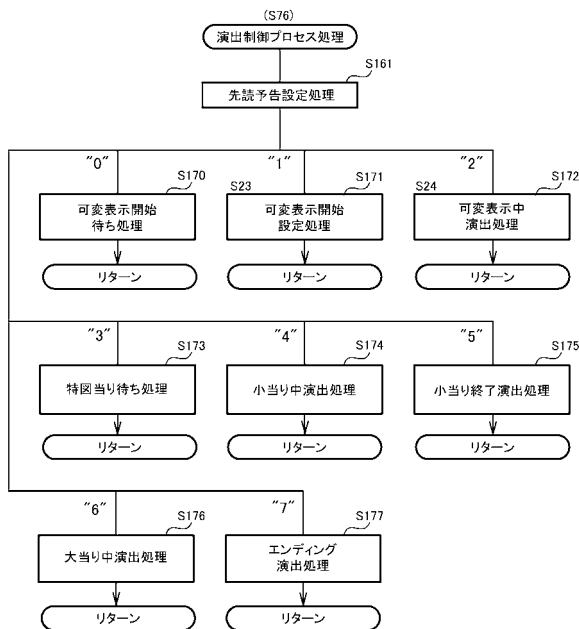 (S76)
演出制御プロセス処理
S161
先読予告設定処理
"0"
"1"
"2"
S170
S23
S171
S24
S172
可変表示開始
待ち処理
可変表示開始
設定処理
可変表示中
演出処理
リターン
リターン
リターン
"3"
"4"
"5"
S173
S174
S175
特図当り待ち処理
小当り中演出処理
小当り終了演出処理
リターン
リターン
リターン
"6"
"7"
S176
S177
大当り中演出処理
エンディング
演出処理
リターン
リターン